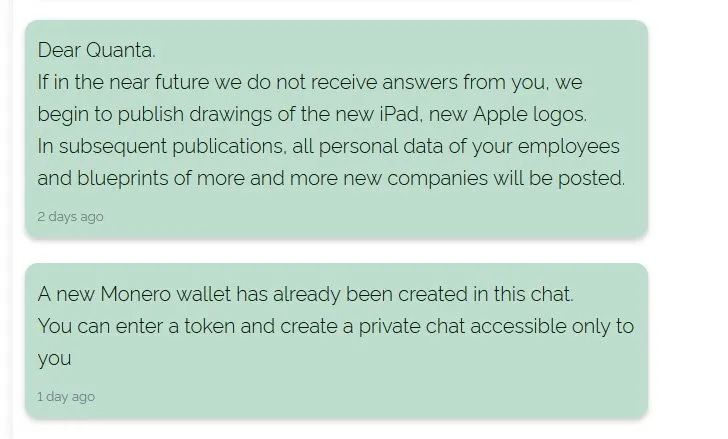 Dear Quanta.
If in the near future we do not receive answers from you, we
begin to publish drawings of the new iPad, new Apple logos.
In subsequent publications, all personal data of your employees
and blueprints of more and more new companies will be posted.
2 days ago
A new Monero wallet has already been created in this chat.
You can enter a token and create a private chat accessible only to
you
1 day ago